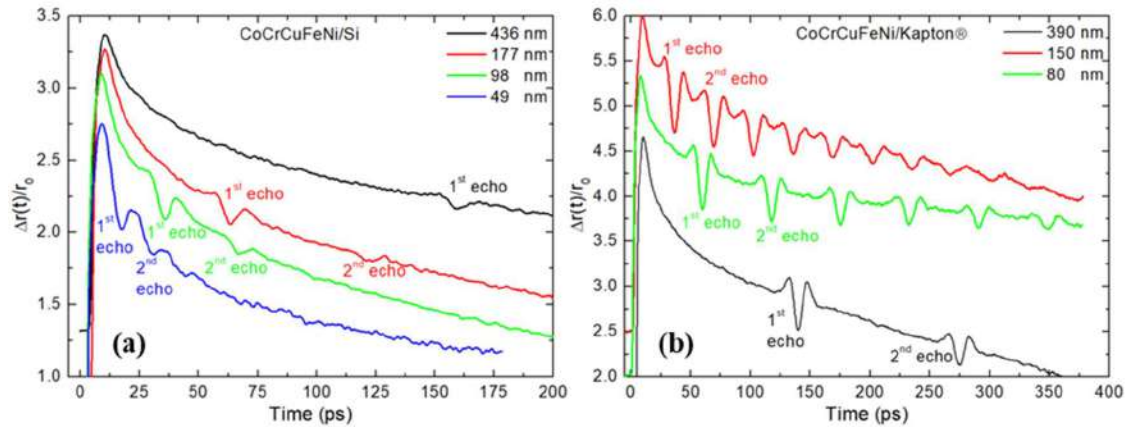 CoCrCuFeNi/Si
436 nm
177 nm
98 nm
49 nm
3.5
3.0
2.5
2.0
1.5
1.0
Δr(t)/r₀
1ˢᵗ echo
1ˢᵗ echo
1ˢᵗ
echo
1ˢᵗ
echo
2ⁿᵈ
echo
2ⁿᵈ echo
2ⁿᵈ echo
(a)
0 25 50 75 100 125 150 175 200
Time (ps)
CoCrCuFeNi/Kapton®
390 nm
150 nm
80 nm
6.0
5.5
5.0
4.5
4.0
3.5
3.0
2.5
2.0
Δr(t)/r₀
1ˢᵗ
echo
2ⁿᵈ echo
1ˢᵗ
echo
2ⁿᵈ
echo
1ˢᵗ
echo
2ⁿᵈ echo
(b)
0 50 100 150 200 250 300 350 400
Time (ps)